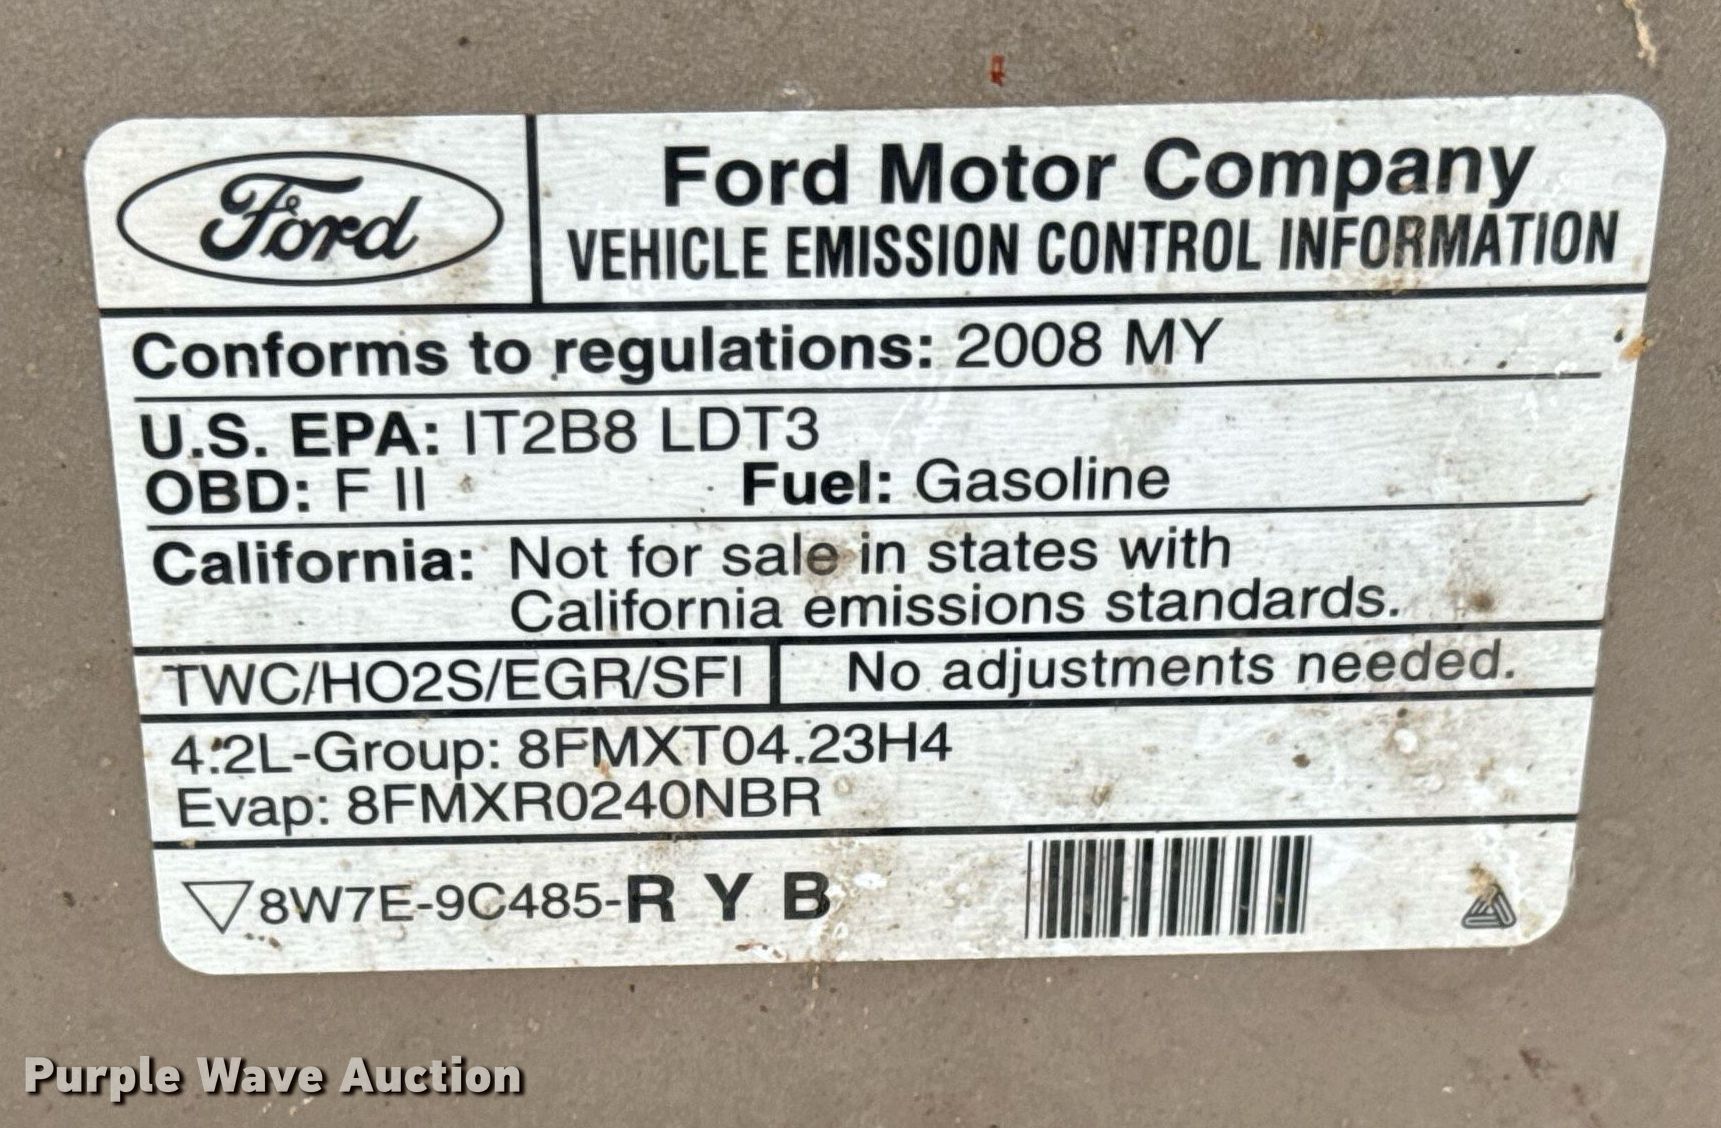 Ford
Ford Motor Company
VEHICLE EMISSION CONTROL INFORMATION
Conforms to regulations: 2008 MY
U.S. EPA: IT2B8 LDT3
OBD: F II Fuel: Gasoline
California: Not for sale in states with
California emissions standards.
TWC/HO2S/EGR/SFI No adjustments needed.
4.2L-Group: 8FMXT04.23H4
Evap: 8FMXR0240NBR
8W7E-9C485-R Y B
Purple Wave Auction